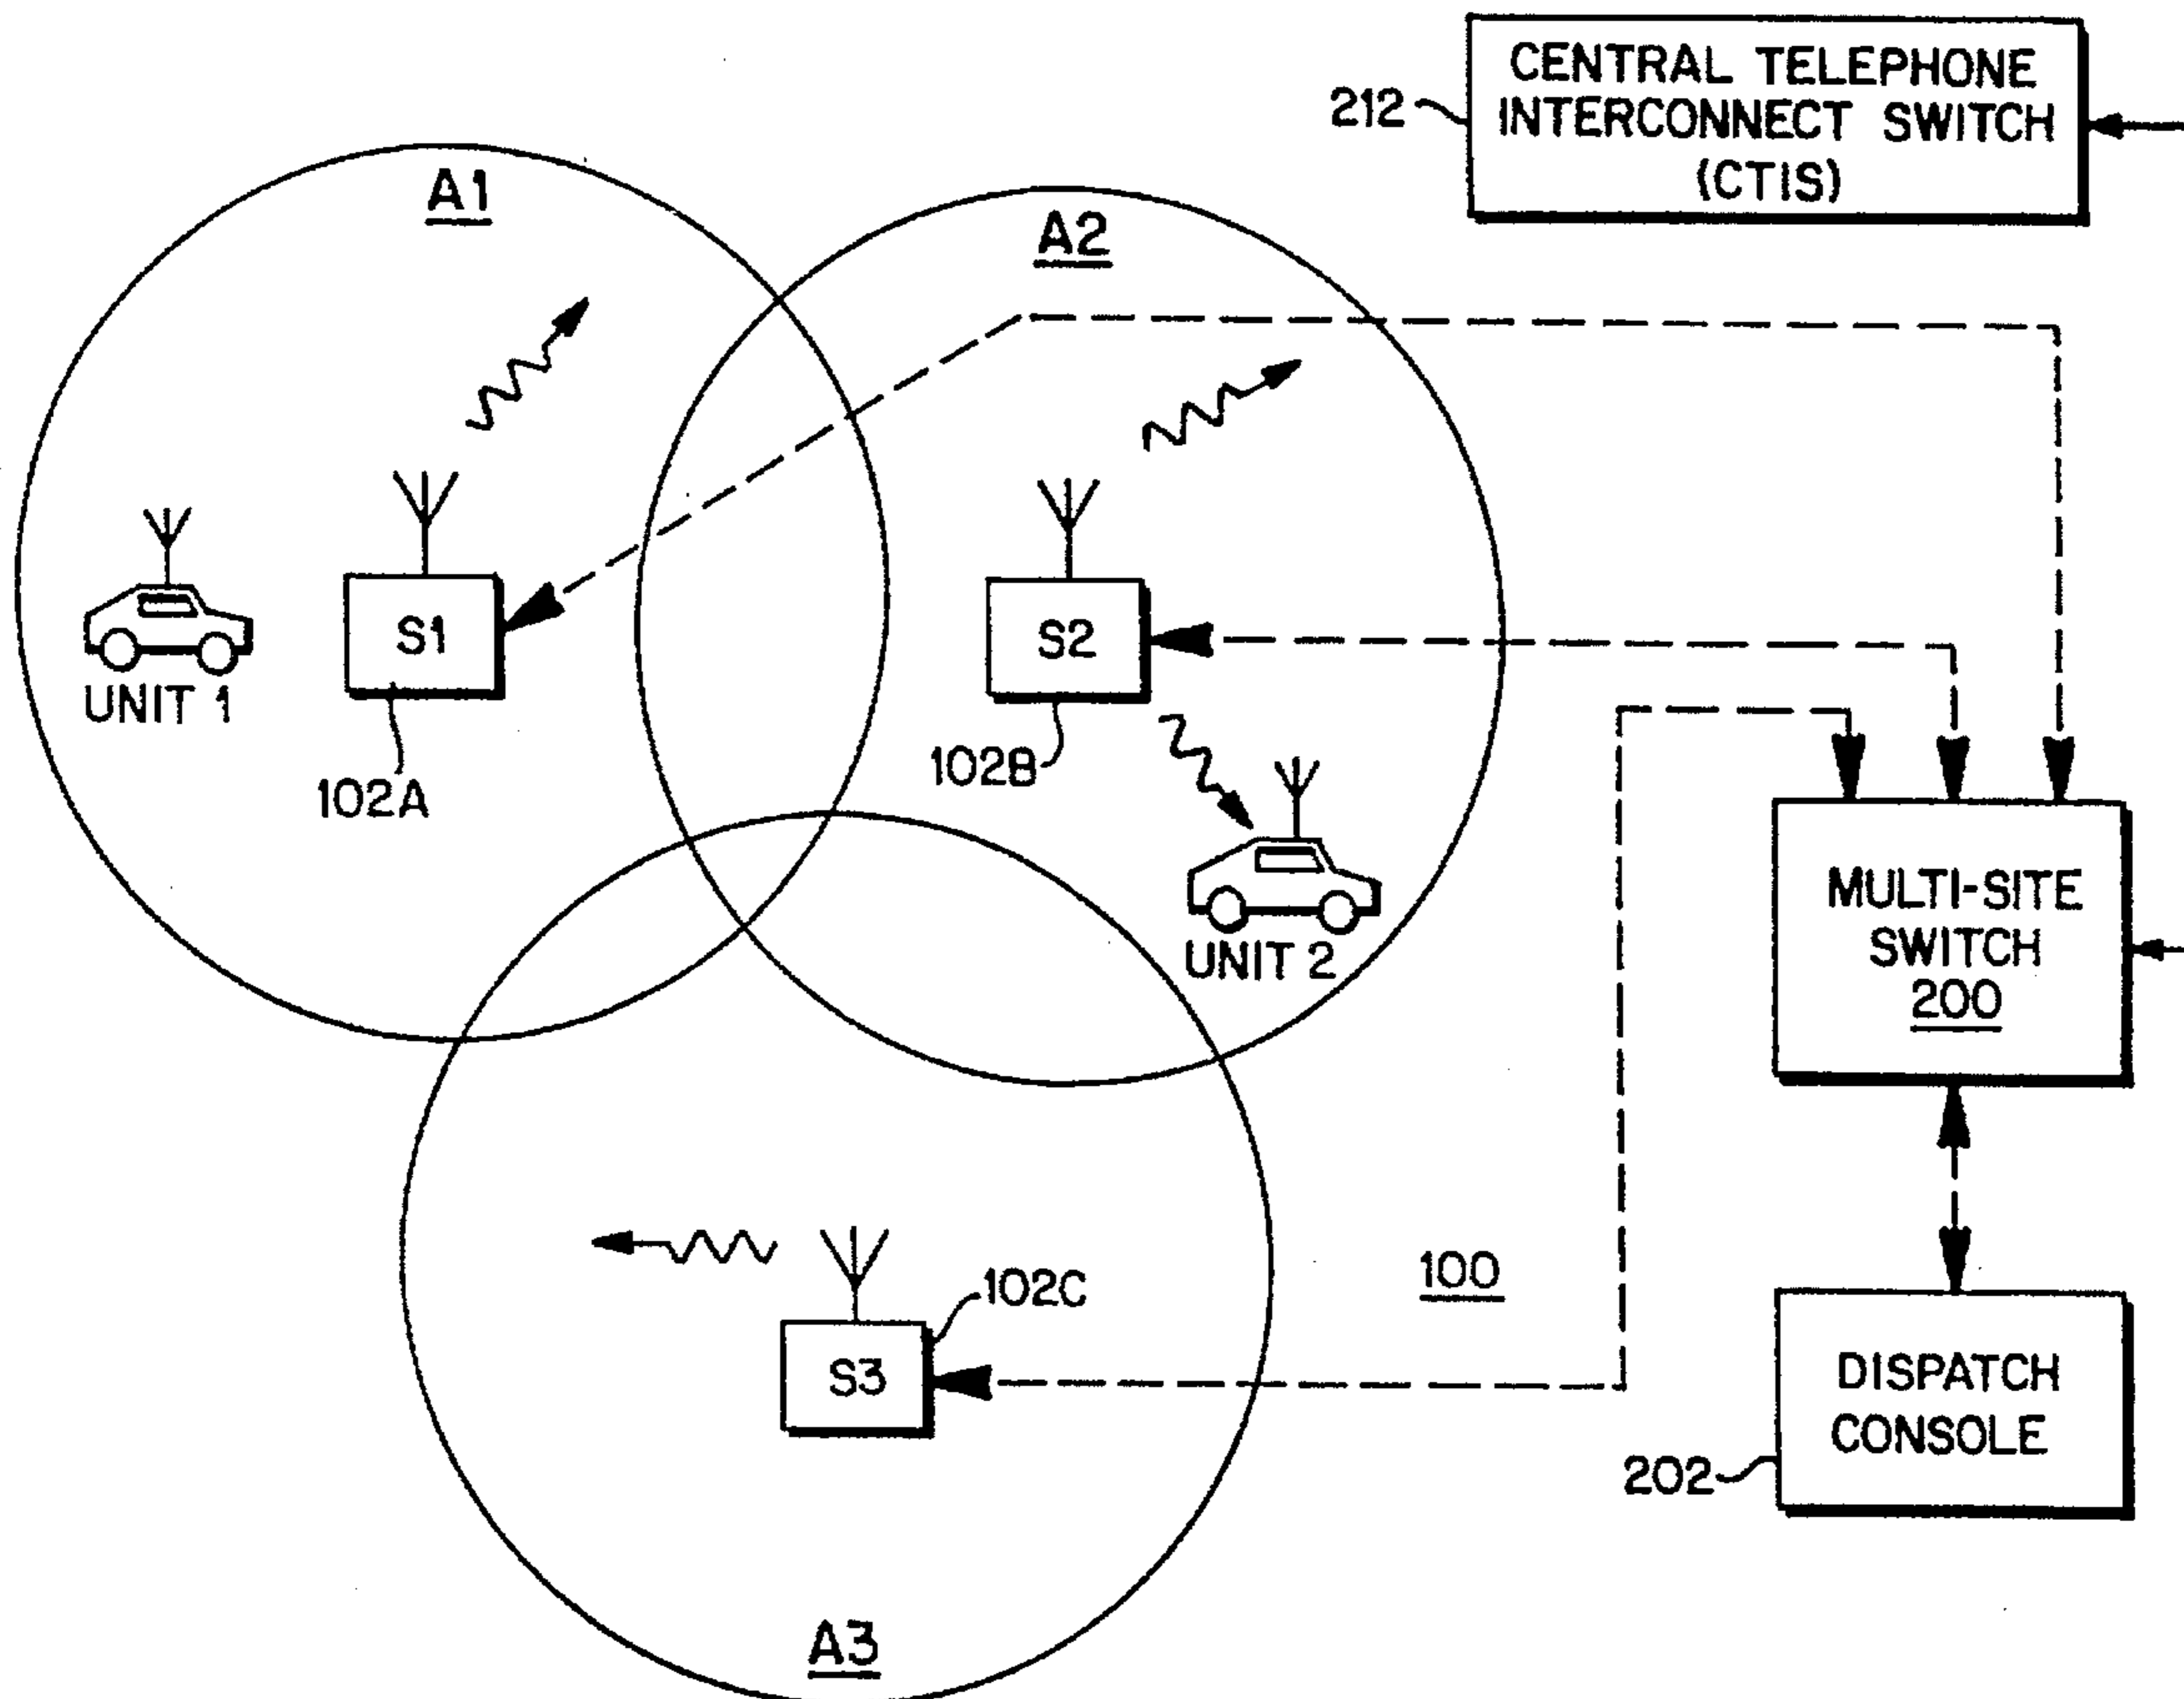 CENTRAL TELEPHONE
INTERCONNECT SWITCH
(CTIS)
212
A1
A2
S1
UNIT 1
102A
S2
102B
UNIT 2
MULTI-SITE
SWITCH
200
102C
S3
100
DISPATCH
CONSOLE
202
A3